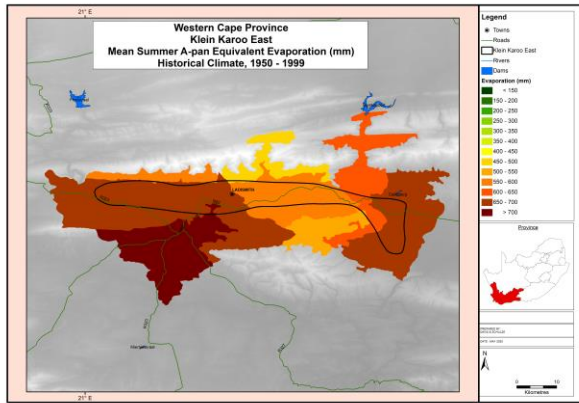 Western Cape Province
Klein Karoo East
Mean Summer A-pan Equivalent Evaporation (mm)
Historical Climate, 1950 - 1999
21° E
21° E
LADISMITH
Legend
Towns
Roads
Klein Karoo East
Rivers
Dams
Evaporation (mm)
< 150
150 - 200
200 - 250
250 - 300
300 - 350
350 - 400
400 - 450
450 - 500
500 - 550
550 - 600
600 - 650
650 - 700
> 700
Province
PREPARED BY
N
0
10
Kilometres